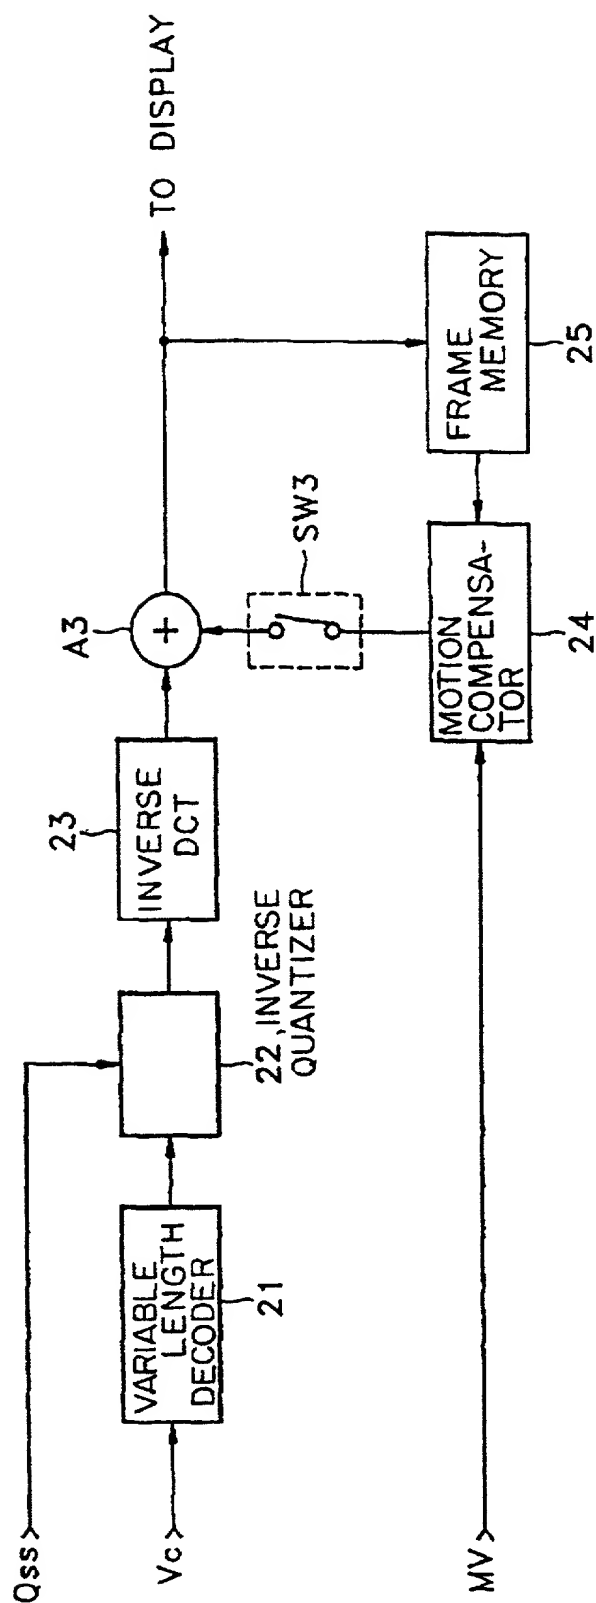 Qss
Vc
MV
VARIABLE
LENGTH
DECODER
21
22,INVERSE
QUANTIZER
23
INVERSE
DCT
A3
+
SW3
MOTION
COMPENSA-
TOR
24
FRAME
MEMORY
25
TO DISPLAY